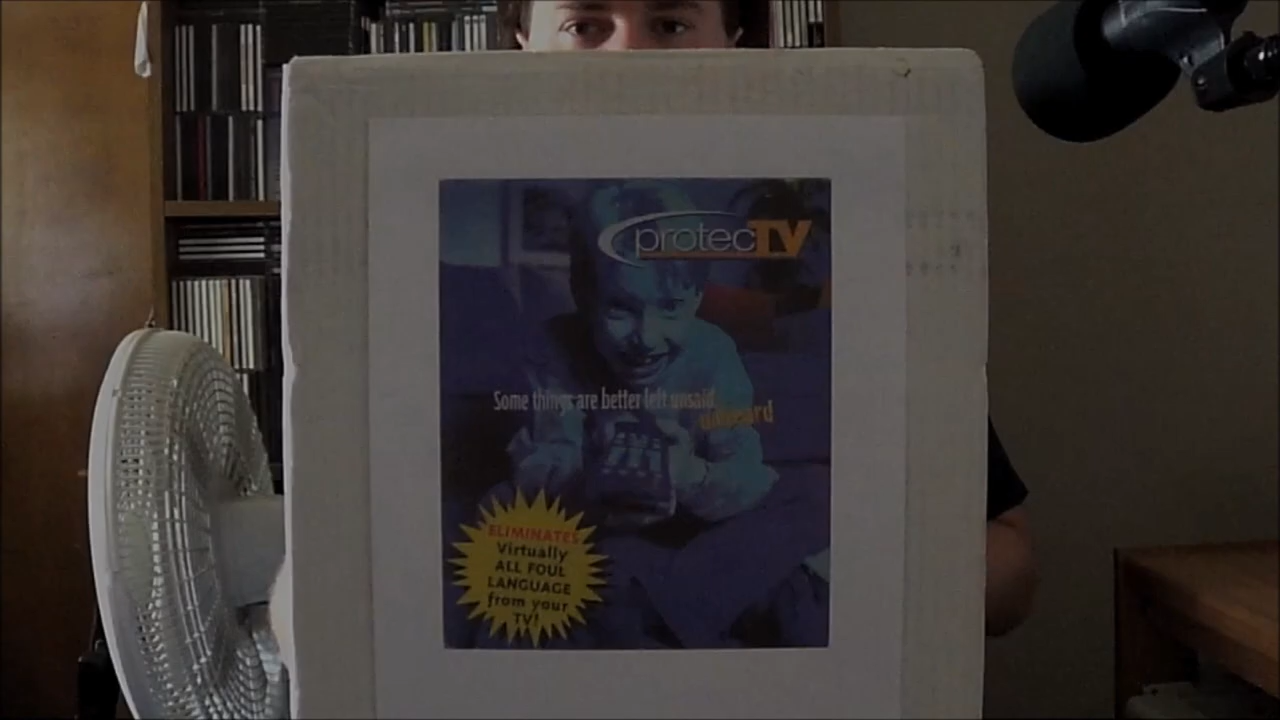 protecTV
Some things are better left unsaid.
unheard
ELIMINATES
Virtually
ALL FOUL
LANGUAGE
from your
TV!